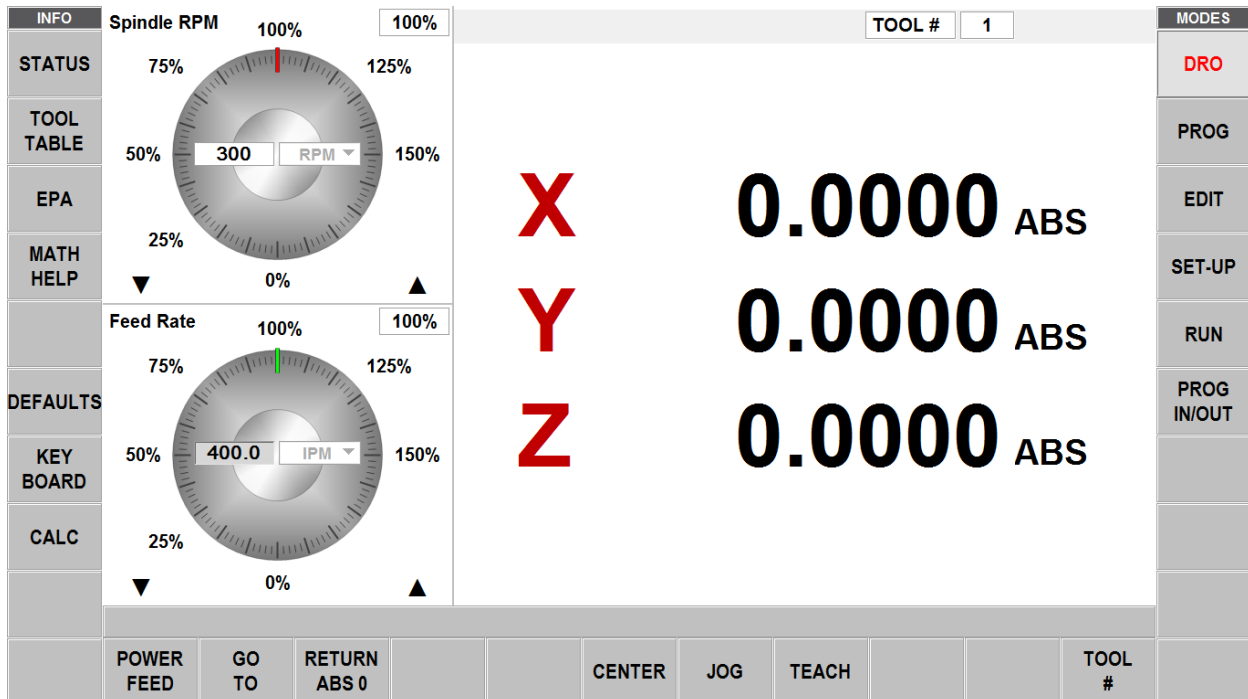 INFO
STATUS
TOOL
TABLE
EPA
MATH
HELP
DEFAULTS
KEY
BOARD
CALC
Spindle RPM
100%
100%
75%
125%
50%
300
RPM
150%
25%
0%
Feed Rate
100%
100%
75%
125%
50%
400.0
IPM
150%
25%
0%
TOOL #
1
X 0.0000 ABS
Y 0.0000 ABS
Z 0.0000 ABS
MODES
DRO
PROG
EDIT
SET-UP
RUN
PROG
IN/OUT
POWER
FEED
GO
TO
RETURN
ABS 0
CENTER
JOG
TEACH
TOOL
#